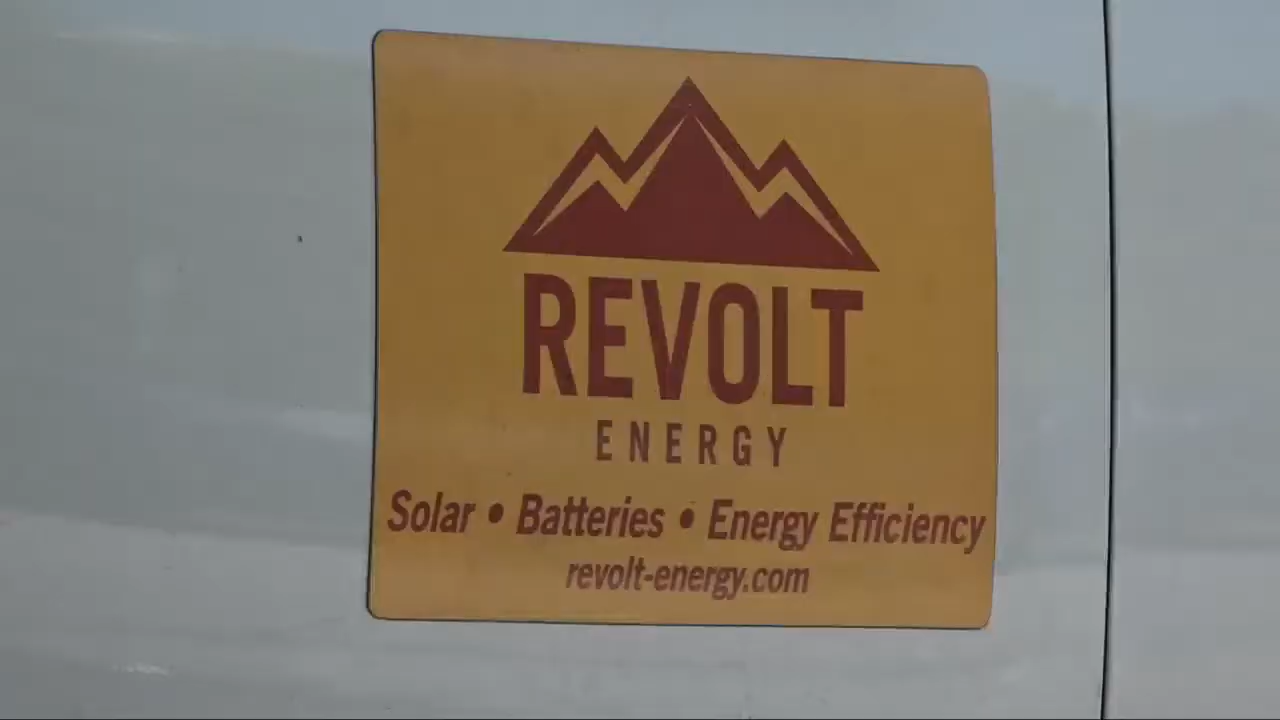 REVOLT
ENERGY
Solar • Batteries • Energy Efficiency
revolt-energy.com